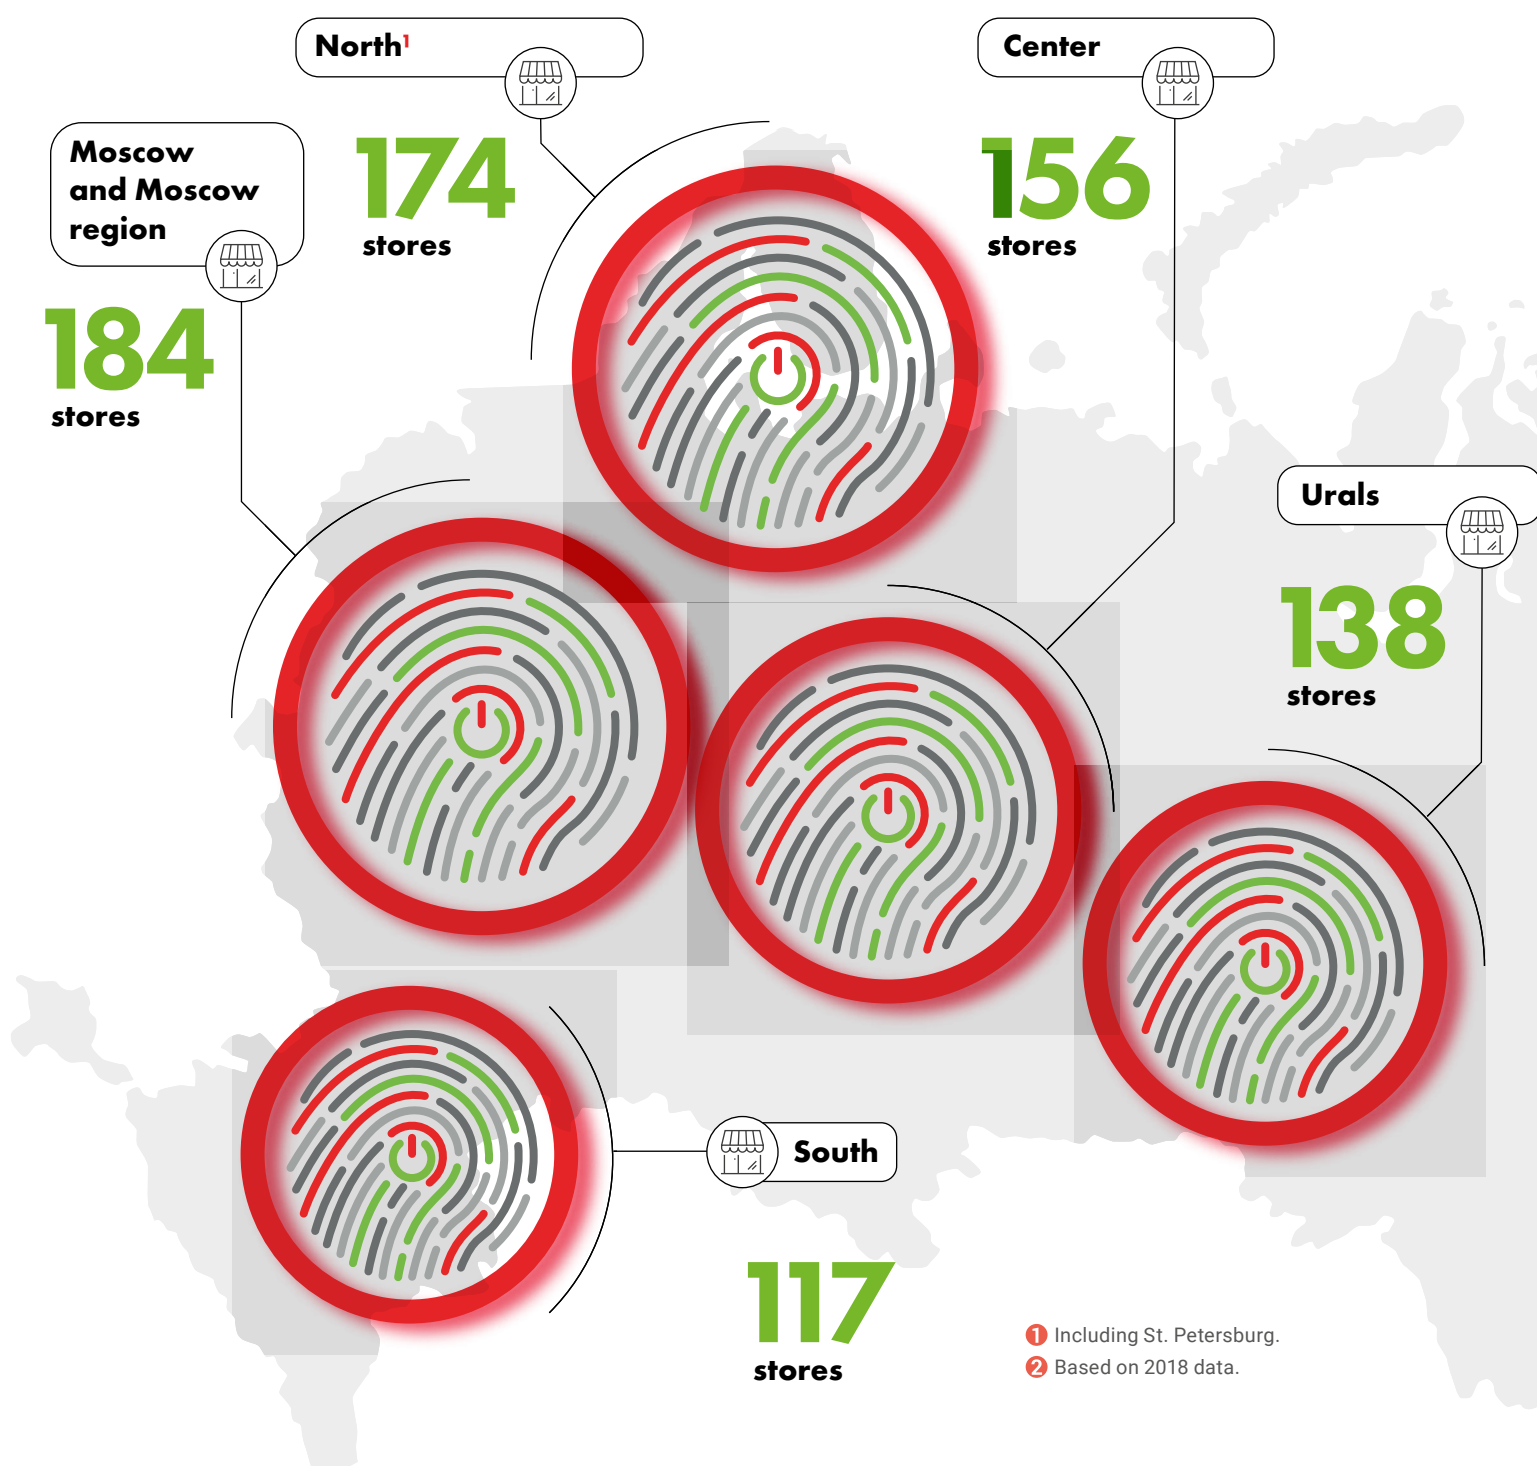 North1
174
stores
Center
156
stores
Moscow
and Moscow
region
184
stores
Urals
138
stores
South
117
stores
1 Including St. Petersburg.
2 Based on 2018 data.